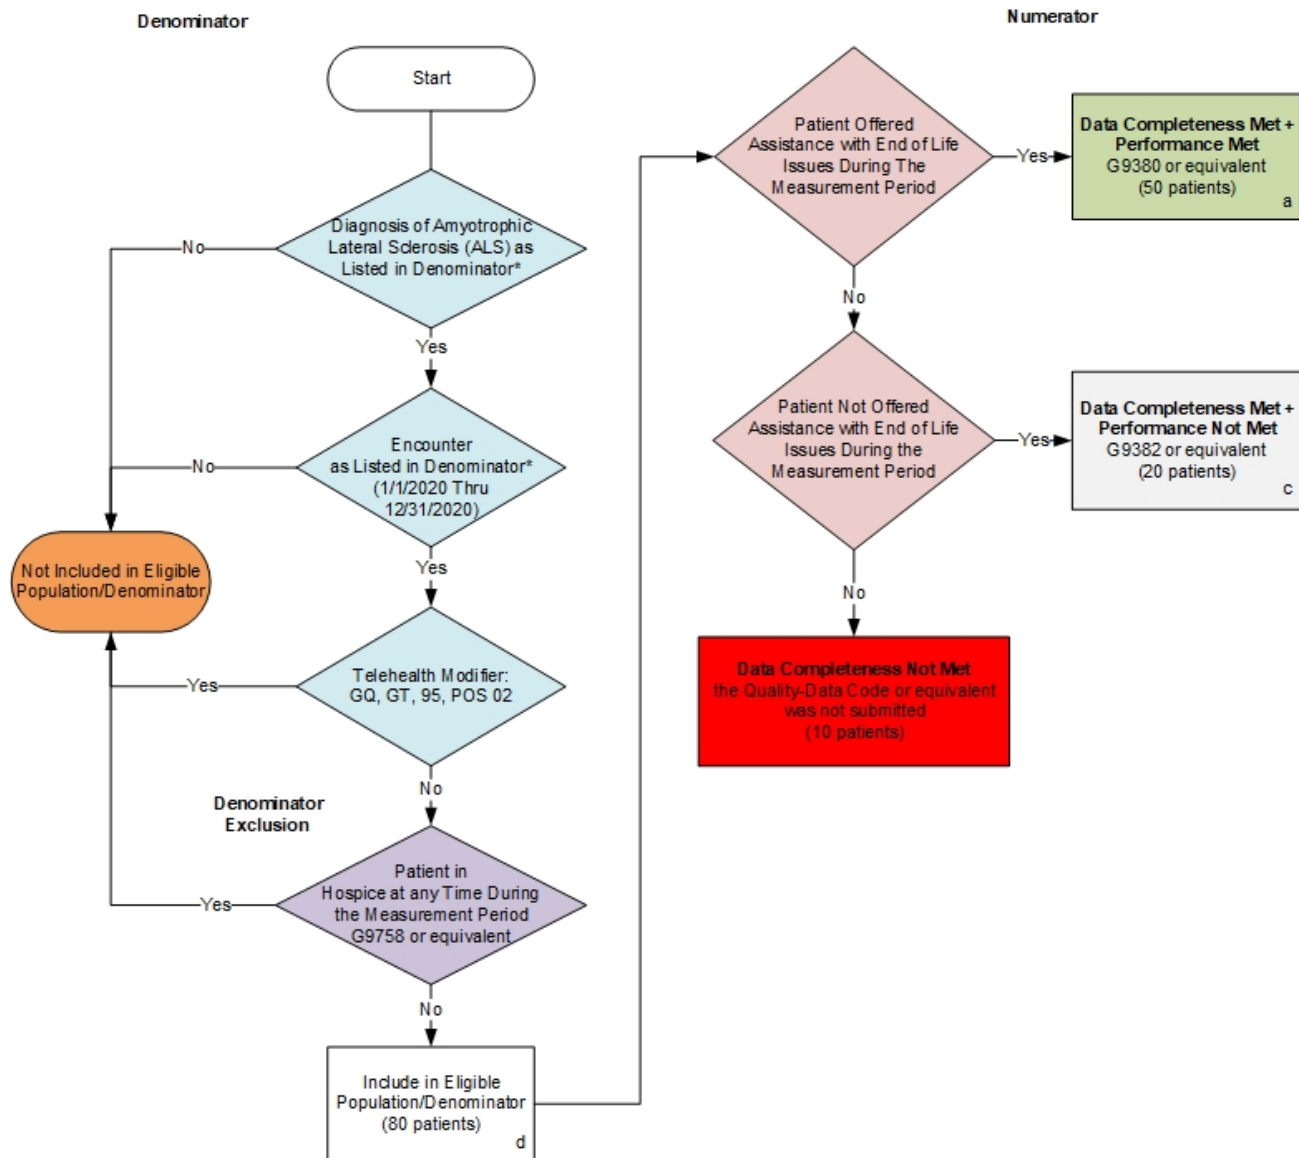 Denominator
Start
Diagnosis of Amyotrophic
Lateral Sclerosis (ALS) as
Listed in Denominator*
No
Yes
Encounter
as Listed in Denominator*
(1/1/2020 Thru
12/31/2020)
No
Yes
Not Included in Eligible
Population/Denominator
Telehealth Modifier:
GQ, GT, 95, POS 02
Yes
No
Denominator
Exclusion
Patient in
Hospice at any Time During
the Measurement Period
G9758 or equivalent
Yes
No
Include in Eligible
Population/Denominator
(80 patients)
d
Numerator
Patient Offered
Assistance with End of Life
Issues During The
Measurement Period
Yes
Data Completeness Met +
Performance Met
G9380 or equivalent
(50 patients)
a
No
Patient Not Offered
Assistance with End of Life
Issues During the
Measurement Period
Yes
Data Completeness Met +
Performance Not Met
G9382 or equivalent
(20 patients)
c
No
Data Completeness Not Met
the Quality-Data Code or equivalent
was not submitted
(10 patients)